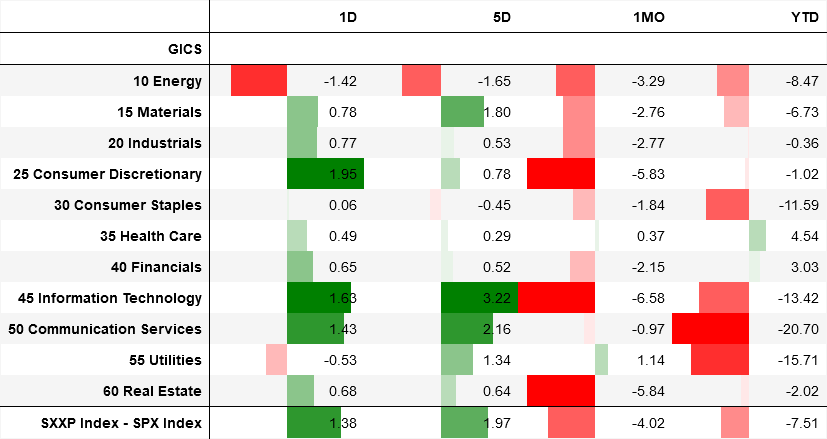 1D 5D 1MO YTD
GICS
10 Energy -1.42 -1.65 -3.29 -8.47
15 Materials 0.78 1.80 -2.76 -6.73
20 Industrials 0.77 0.53 -2.77 -0.36
25 Consumer Discretionary 1.95 0.78 -5.83 -1.02
30 Consumer Staples 0.06 -0.45 -1.84 -11.59
35 Health Care 0.49 0.29 0.37 4.54
40 Financials 0.65 0.52 -2.15 3.03
45 Information Technology 1.63 3.22 -6.58 -13.42
50 Communication Services 1.43 2.16 -0.97 -20.70
55 Utilities -0.53 1.34 1.14 -15.71
60 Real Estate 0.68 0.64 -5.84 -2.02
SXXP Index - SPX Index 1.38 1.97 -4.02 -7.51